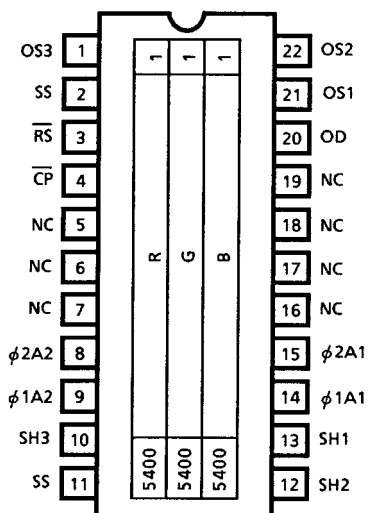 OS3 1 1 1 1 22 OS2
SS 2 21 OS1
R̅S̅ 3 20 OD
C̅P̅ 4 19 NC
NC 5 18 NC
NC 6 R G B 17 NC
NC 7 16 NC
ϕ2A2 8 15 ϕ2A1
ϕ1A2 9 14 ϕ1A1
SH3 10 5400 5400 5400 13 SH1
SS 11 12 SH2